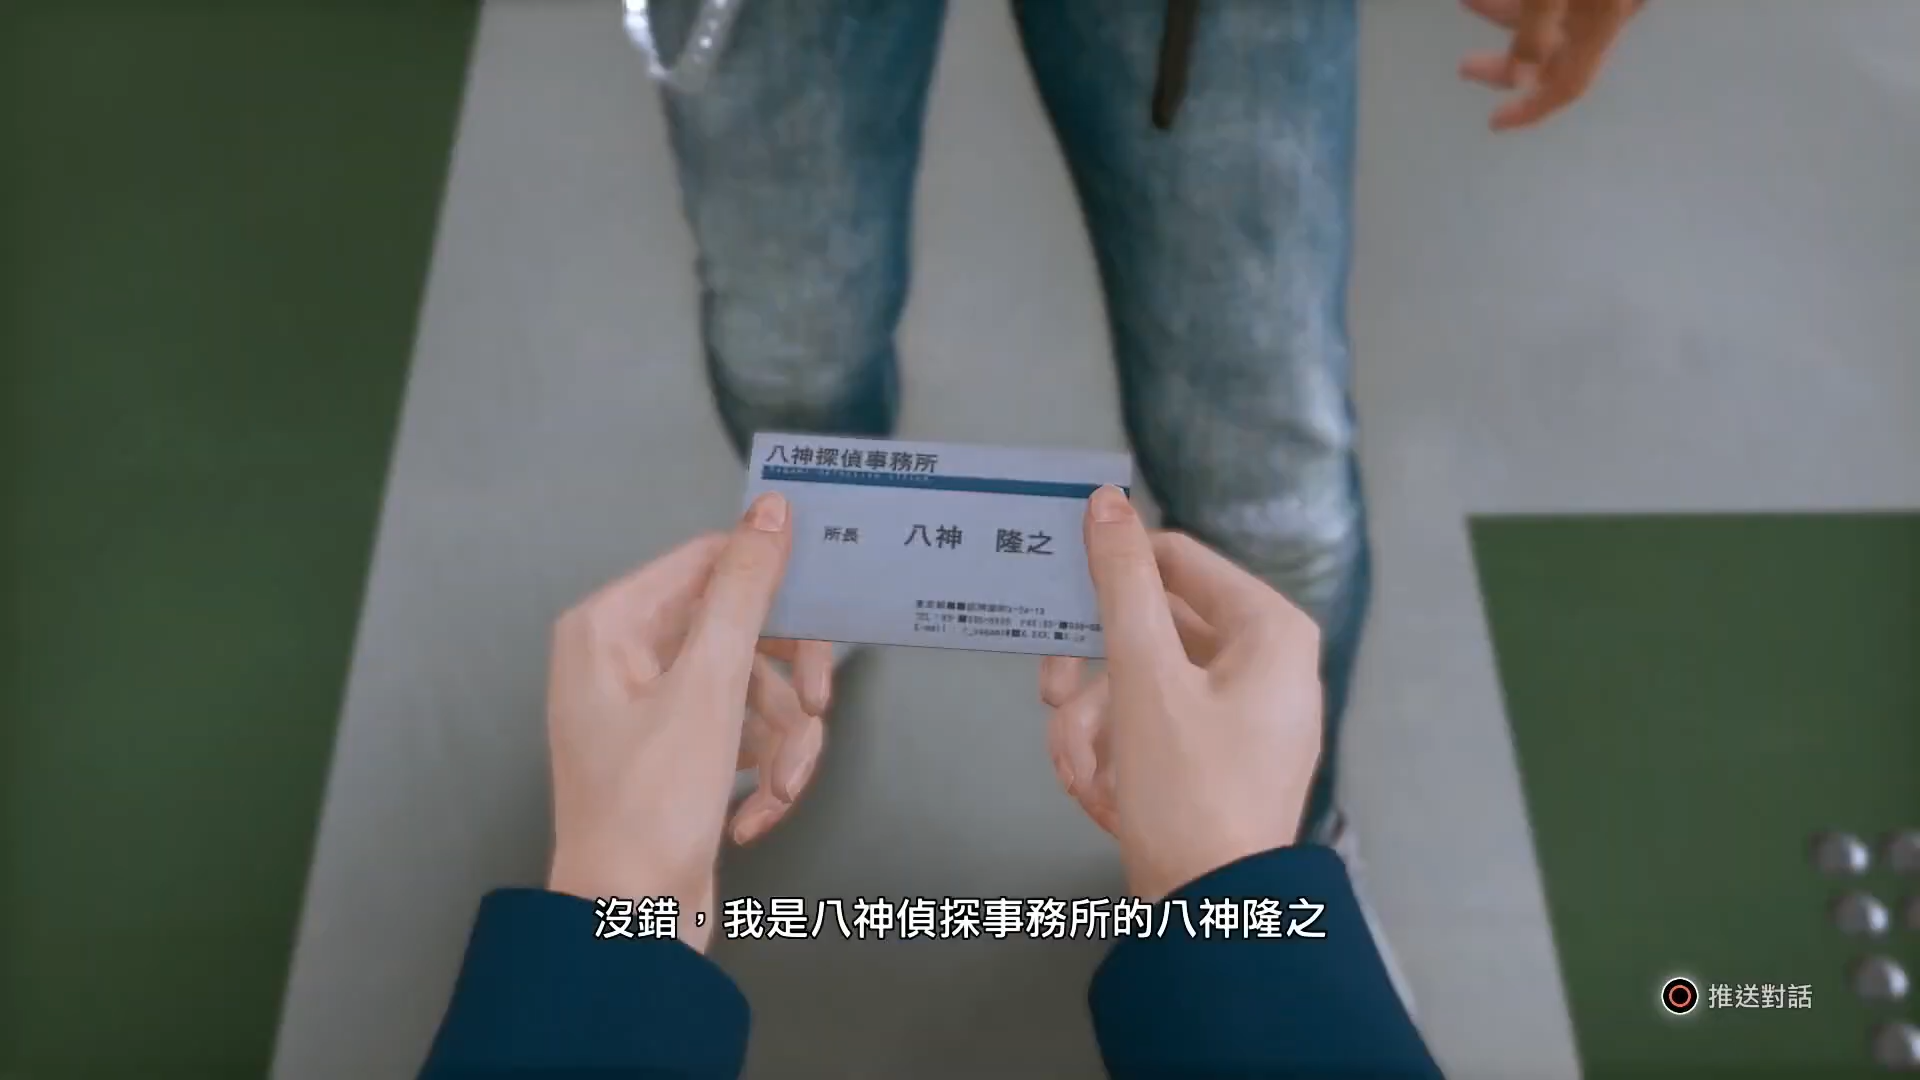 八神探偵事務所
所長 八神 隆之
沒錯，我是八神偵探事務所的八神隆之
推送對話